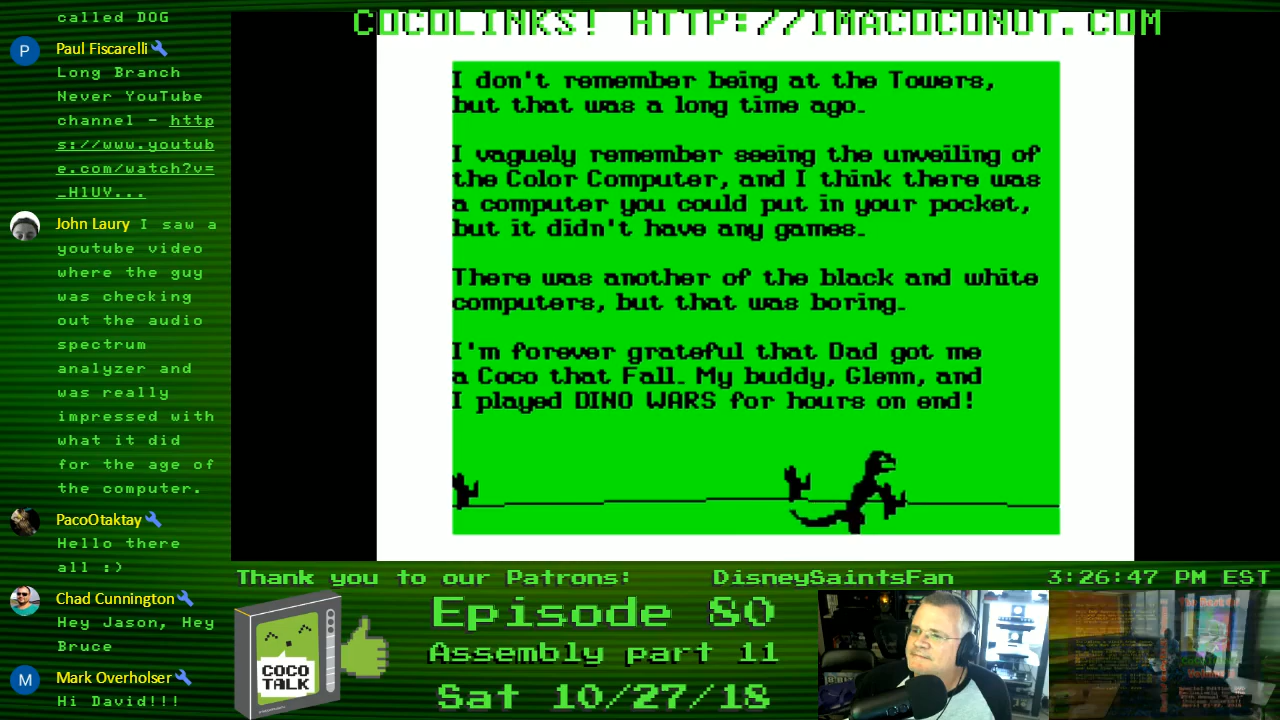 called DOG
Paul Fiscarelli
Long Branch
Never YouTube
channel - http
s://www.youtub
e.com/watch?v=
_HlUY...
John Laury I saw a
youtube video
where the guy
was checking
out the audio
spectrum
analyzer and
was really
impressed with
what it did
for the age of
the computer.
PacoOtaktay
Hello there
all :)
Chad Cunnington
Hey Jason, Hey
Bruce
Mark Overholser
Hi David!!!
COCOLINKS! HTTP://IMACOCONUT.COM
I don't remember being at the Towers,
but that was a long time ago.
I vaguely remember seeing the unveiling of
the Color Computer, and I think there was
a computer you could put in your pocket,
but it didn't have any games.
There was another of the black and white
computers, but that was boring.
I'm forever grateful that Dad got me
a Coco that Fall. My buddy, Glenn, and
I played DINO WARS for hours on end!
Thank you to our Patrons: DisneySaintsFan 3:26:47 PM EST
COCO
TALK
Episode 80
Assembly part 11
Sat 10/27/18